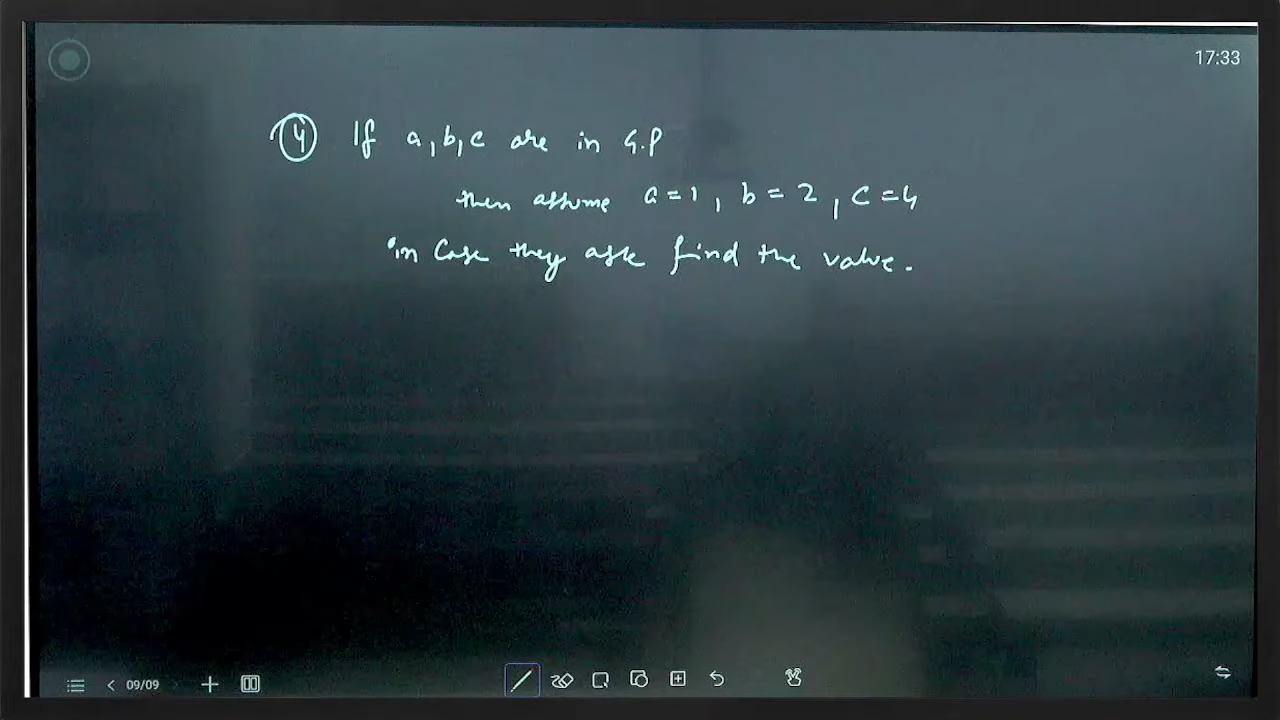 17:33
④ If a, b, c are in G.P
then assume a = 1, b = 2, c = 4
in case they ask find the value.
09/09